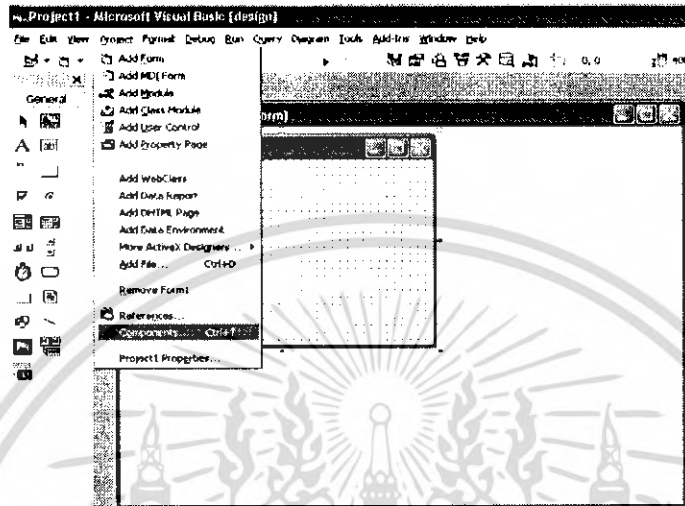 Project1 - Microsoft Visual Basic [design]
File Edit View Project Format Debug Run Query Diagram Tools Add-Ins Window Help
0, 0
General
Add Form
Add MDI Form
Add Module
Add Class Module
Add User Control
Add Property Page
Add WebClass
Add Data Report
Add DHTML Page
Add Data Environment
More ActiveX Designers ...
Add File... Ctrl+D
Remove Form1
References...
Components... Ctrl+T
Project1 Properties...